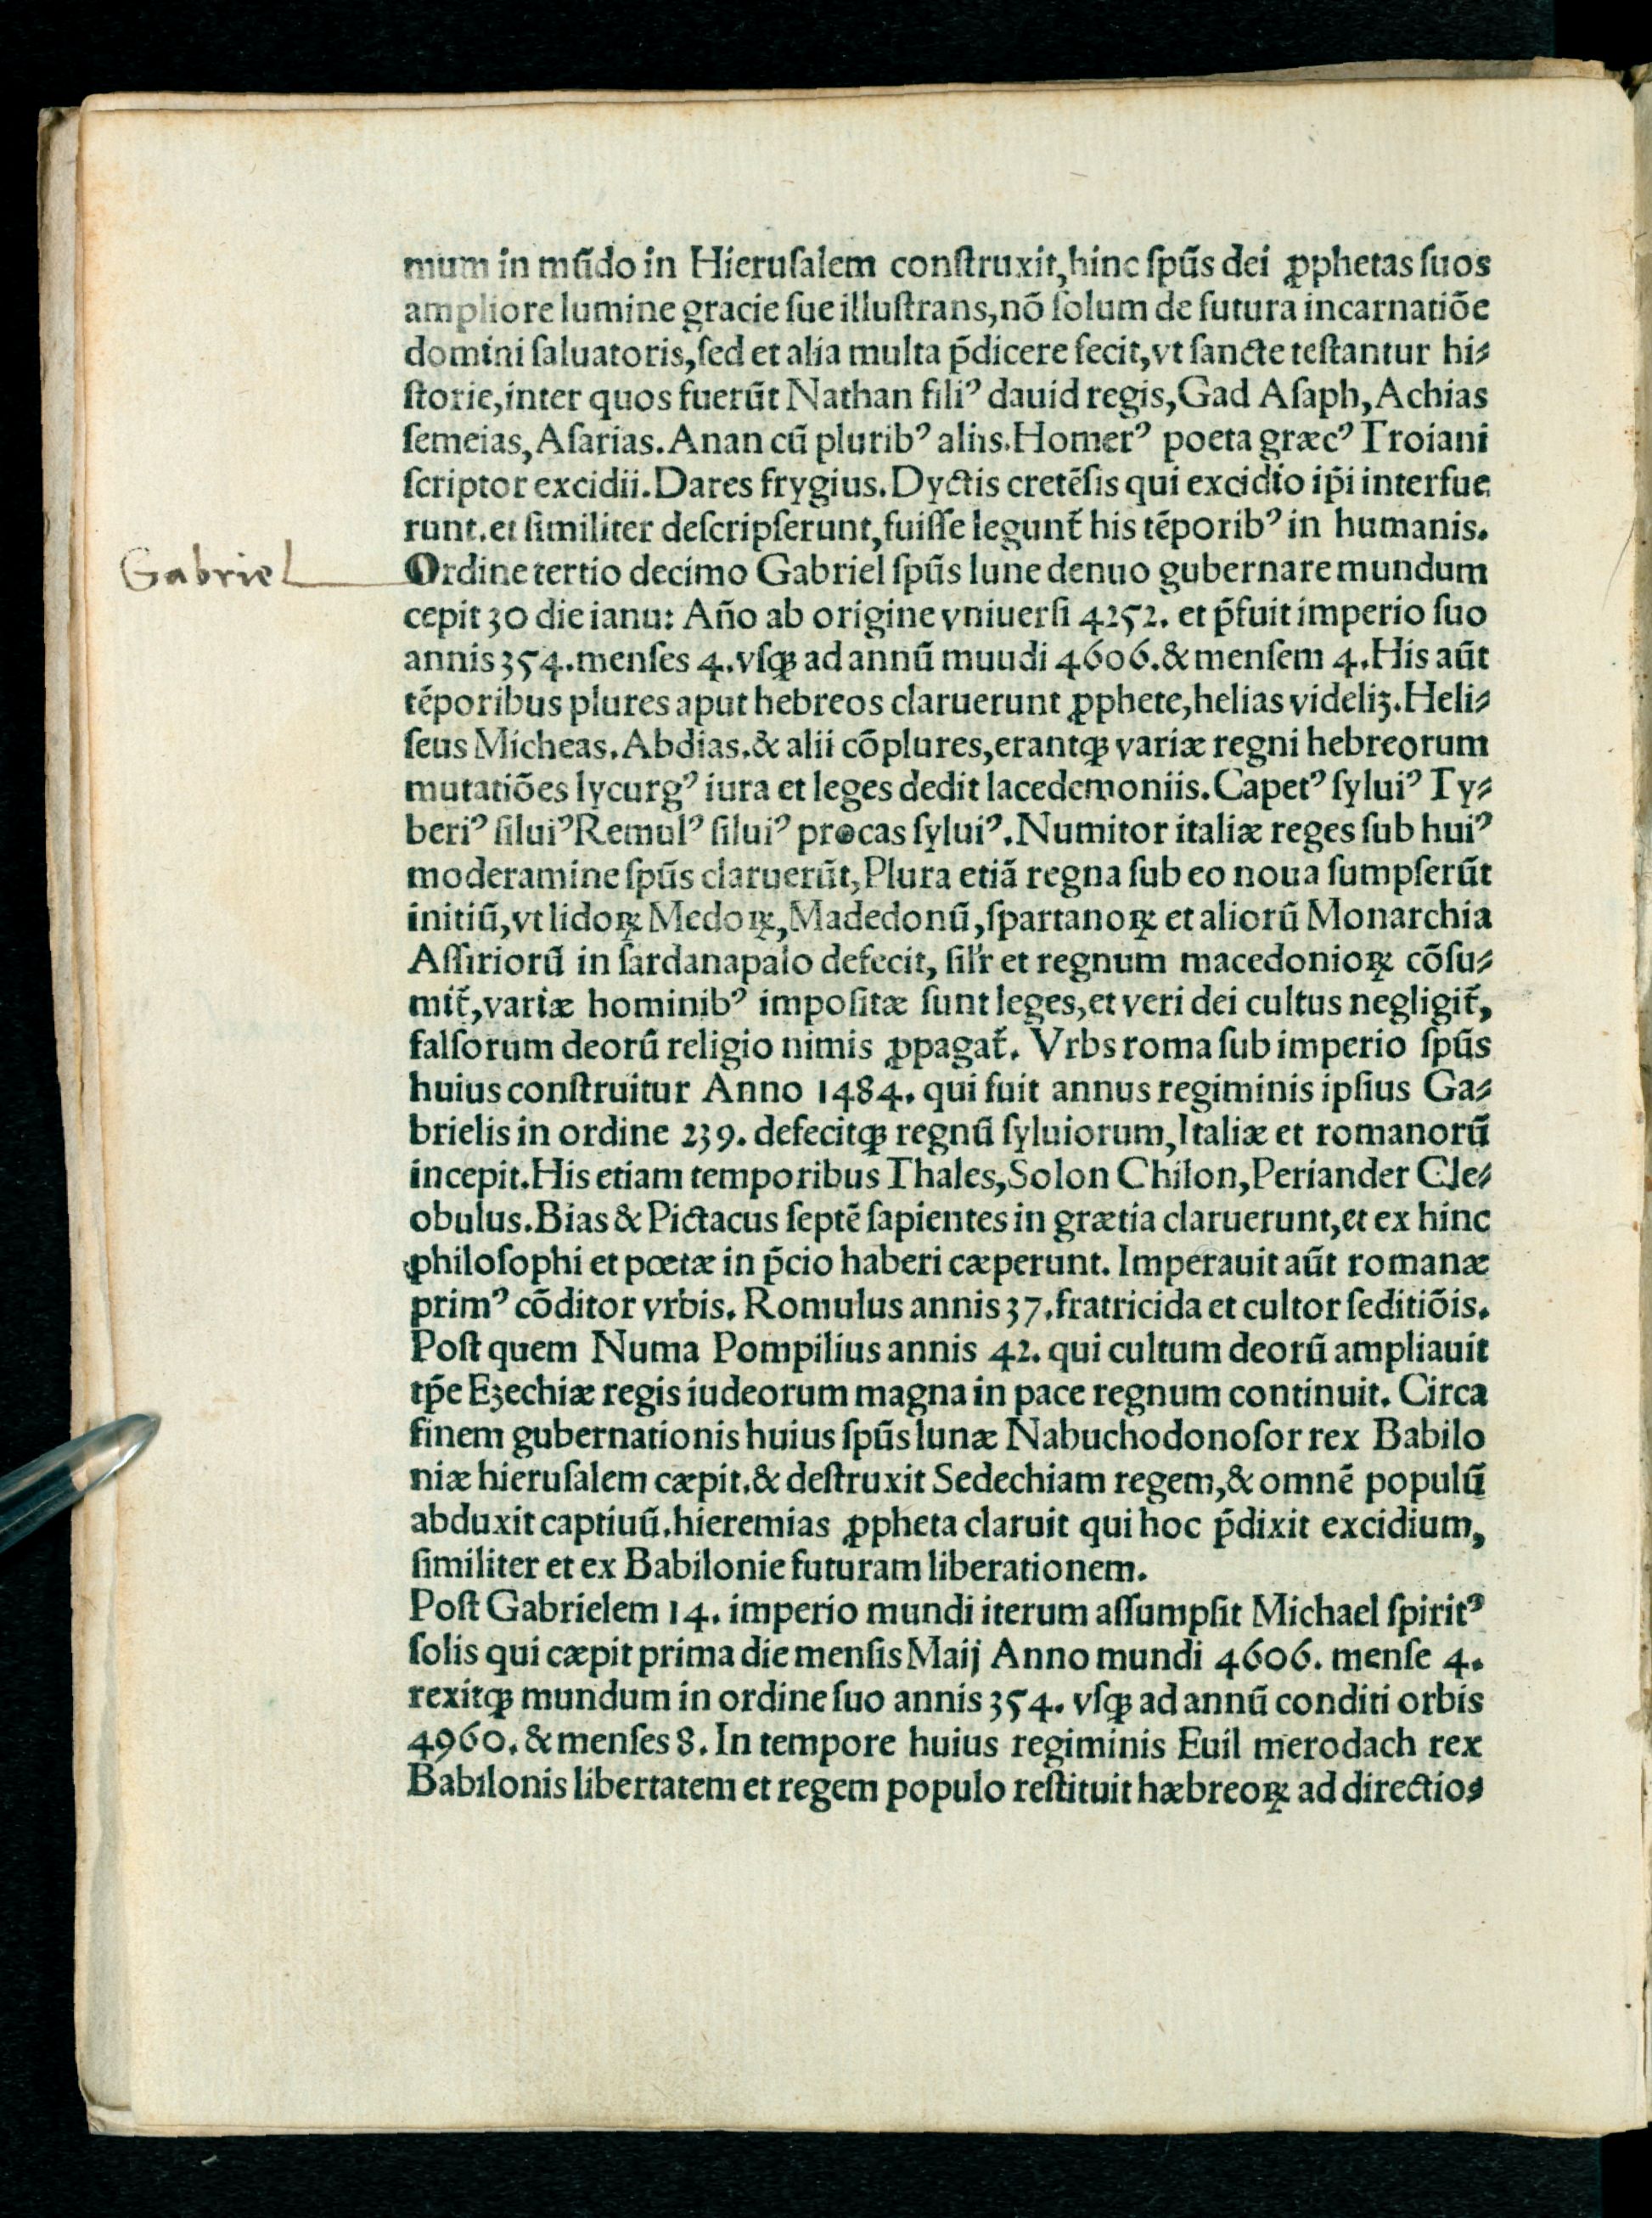 mum in mũdo in Hieruſalem conſtruxit,hinc ſpũs dei ꝓphetas ſuos
ampliore lumine gracie ſue illuſtrans,nõ ſolum de futura incarnatiõe
domini ſaluatoris,ſed et alia multa p̃dicere fecit,vt ſancte teſtantur hi⸗
ſtorie,inter quos fuerũt Nathan filiꝰ dauid regis,Gad Aſaph,Achias
ſemeias,Aſarias.Anan cũ pluribꝰ aliis.Homerꝰ poeta græcꝰ Troiani
ſcriptor excidii.Dares frygius.Dyctis cretẽſis qui excidio ip̃i interfue
runt.et ſimiliter deſcripſerunt,fuiſſe legunt̃ his tẽporibꝰ in humanis.
Gabriel
Ordine tertio decimo Gabriel ſpũs lune denuo gubernare mundum
cepit 30 die ianu: Añо ab origine vniuerſi 4252. et p̃fuit imperio ſuo
annis 354.menſes 4.vſqꝫ ad annũ muudi 4606.& menſem 4.His aũt
tẽporibus plures aput hebreos claruerunt ꝓphete,helias videliꝫ.Heli⸗
ſeus Micheas.Abdias.& alii cõplures,erantqꝫ variæ regni hebreorum
mutatiões lycurgꝰ iura et leges dedit lacedemoniis.Capetꝰ ſyluiꝰ Ty⸗
beriꝰ ſiluiꝰRemulꝰ ſiluiꝰ procas ſyluiꝰ.Numitor italiæ reges ſub huiꝰ
moderamine ſpũs claruerũt,Plura etiã regna ſub eo noua ſumpſerũt
initiũ,vt lidoꝝ Medoꝝ,Madedonũ,ſpartanoꝝ et aliorũ Monarchia
Aſſiriorũ in ſardanapalo defecit, ſil̃r et regnum macedonioꝝ cõſu⸗
mit̃,variæ hominibꝰ impoſitæ ſunt leges,et veri dei cultus negligit̃,
falſorum deorũ religio nimis ꝓpagat̃. Vrbs roma ſub imperio ſpũs
huius conſtruitur Anno 1484. qui fuit annus regiminis ipſius Ga⸗
brielis in ordine 239. defecitqꝫ regnũ ſyluiorum,Italiæ et romanorũ
incepit.His etiam temporibus Thales,Solon Chilon,Periander Cle⸗
obulus.Bias & Pictacus ſeptẽ ſapientes in grætia claruerunt,et ex hinc
philoſophi et pœtæ in p̃cio haberi cæperunt. Imperauit aũt romanæ
primꝰ cõditor vrbis. Romulus annis 37.fratricida et cultor ſeditiõis.
Poſt quem Numa Pompilius annis 42. qui cultum deorũ ampliauit
tp̃e Ezechiæ regis iudeorum magna in pace regnum continuit. Circa
finem gubernationis huius ſpũs lunæ Nabuchodonoſor rex Babilo
niæ hieruſalem cæpit.& deſtruxit Sedechiam regem,& omnẽ populũ
abduxit captiuũ.hieremias ꝓpheta claruit qui hoc p̃dixit excidium,
ſimiliter et ex Babilonie futuram liberationem.
Poſt Gabrielem 14. imperio mundi iterum aſſumpſit Michael ſpiritꝰ
ſolis qui cæpit prima die menſis Maij Anno mundi 4606. menſe 4.
rexitqꝫ mundum in ordine ſuo annis 354. vſqꝫ ad annũ conditi orbis
4960. & menſes 8. In tempore huius regiminis Euil merodach rex
Babilonis libertatem et regem populo reſtituit hæbreoꝝ ad directio⸗